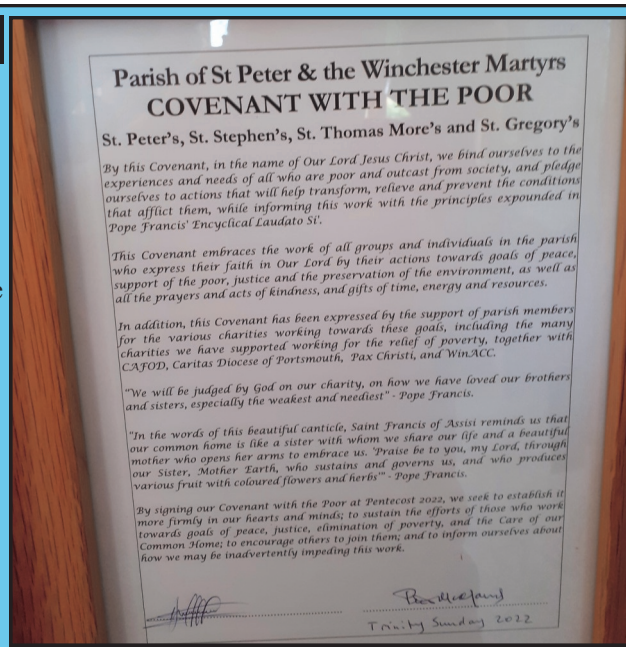 Parish of St Peter & the Winchester Martyrs
COVENANT WITH THE POOR
St. Peter's, St. Stephen's, St. Thomas More's and St. Gregory's
By this Covenant, in the name of Our Lord Jesus Christ, we bind ourselves to the
experiences and needs of all who are poor and outcast from society, and pledge
ourselves to actions that will help transform, relieve and prevent the conditions
that afflict them, while informing this work with the principles expounded in
Pope Francis' Encyclical Laudato Si'.
This Covenant embraces the work of all groups and individuals in the parish
who express their faith in Our Lord by their actions towards goals of peace,
support of the poor, justice and the preservation of the environment, as well as
all the prayers and acts of kindness, and gifts of time, energy and resources.
In addition, this Covenant has been expressed by the support of parish members
for the various charities working towards these goals, including the many
charities we have supported working for the relief of poverty, together with
CAFOD, Caritas Diocese of Portsmouth, Pax Christi, and WinACC.
"We will be judged by God on our charity, on how we have loved our brothers
and sisters, especially the weakest and neediest" - Pope Francis.
"In the words of this beautiful canticle, Saint Francis of Assisi reminds us that
our common home is like a sister with whom we share our life and a beautiful
mother who opens her arms to embrace us. 'Praise be to you, my Lord, through
our Sister, Mother Earth, who sustains and governs us, and who produces
various fruit with coloured flowers and herbs'" - Pope Francis.
By signing our Covenant with the Poor at Pentecost 2022, we seek to establish it
more firmly in our hearts and minds; to sustain the efforts of those who work
towards goals of peace, justice, elimination of poverty, and the Care of our
Common Home; to encourage others to join them; and to inform ourselves about
how we may be inadvertently impeding this work.
Trinity Sunday 2022